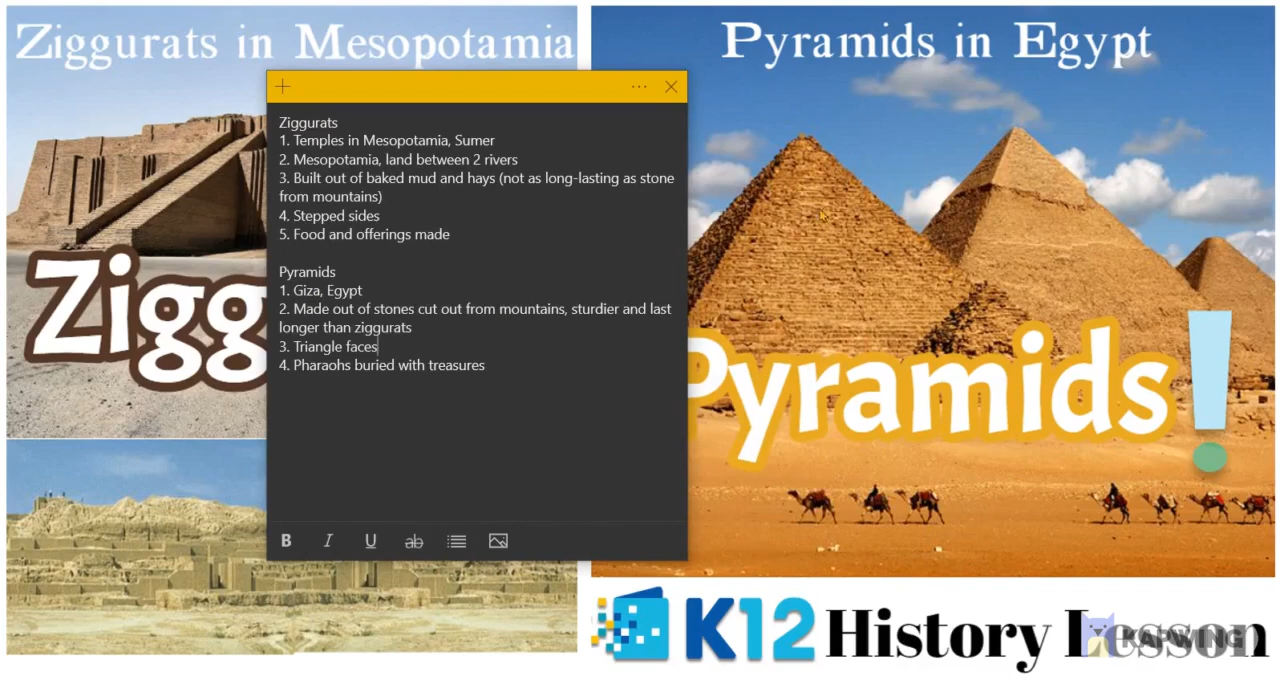 Ziggurats in Mesopotamia
Pyramids in Egypt
Ziggurats
1. Temples in Mesopotamia, Sumer
2. Mesopotamia, land between 2 rivers
3. Built out of baked mud and hays (not as long-lasting as stone
from mountains)
4. Stepped sides
5. Food and offerings made
Pyramids
1. Giza, Egypt
2. Made out of stones cut out from mountains, sturdier and last
longer than ziggurats
3. Triangle faces
4. Pharaohs buried with treasures
B I U ab
Zigg
Pyramids!
K12 History Lesson
KAPWING